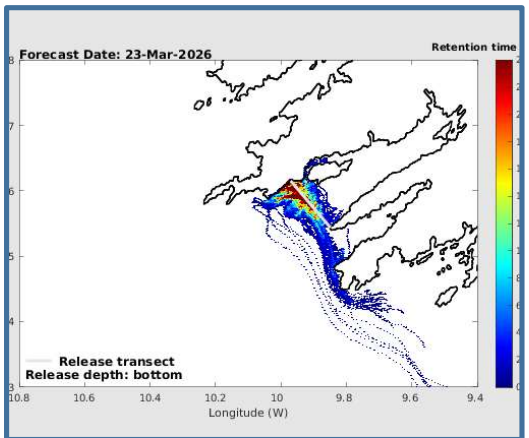 Retention time
Forecast Date: 23-Mar-2026
8
7
6
5
4
3
Release transect
Release depth: bottom
10.8
10.6
10.4
10.2
10
9.8
9.6
9.4
Longitude (W)